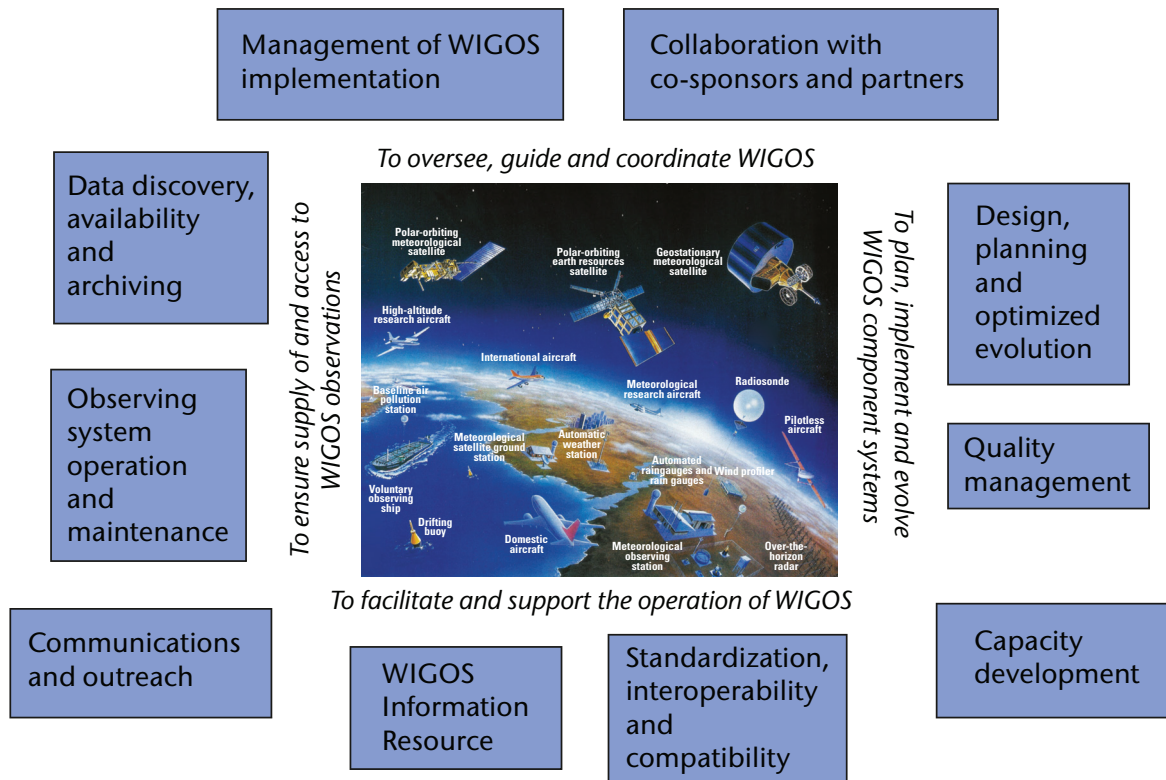 Management of WIGOS
implementation
Collaboration with
co-sponsors and partners
To oversee, guide and coordinate WIGOS
Data discovery,
availability
and
archiving
Observing
system
operation
and
maintenance
To ensure supply of and access to
WIGOS observations
Polar-orbiting
meteorological
satellite
Polar-orbiting
earth resources
satellite
Geostationary
meteorological
satellite
High-altitude
research aircraft
International aircraft
Meteorological
research aircraft
Radiosonde
Baseline air
pollution
station
Pilotless
aircraft
Meteorological
satellite ground
station
Automatic
weather
station
Automated
raingauges and
rain gauges
Wind profiler
Voluntary
observing
ship
Drifting
buoy
Domestic
aircraft
Meteorological
observing
station
Over-the-
horizon
radar
To plan, implement and evolve
WIGOS component systems
Design,
planning
and
optimized
evolution
Quality
management
To facilitate and support the operation of WIGOS
Communications
and outreach
WIGOS
Information
Resource
Standardization,
interoperability
and
compatibility
Capacity
development